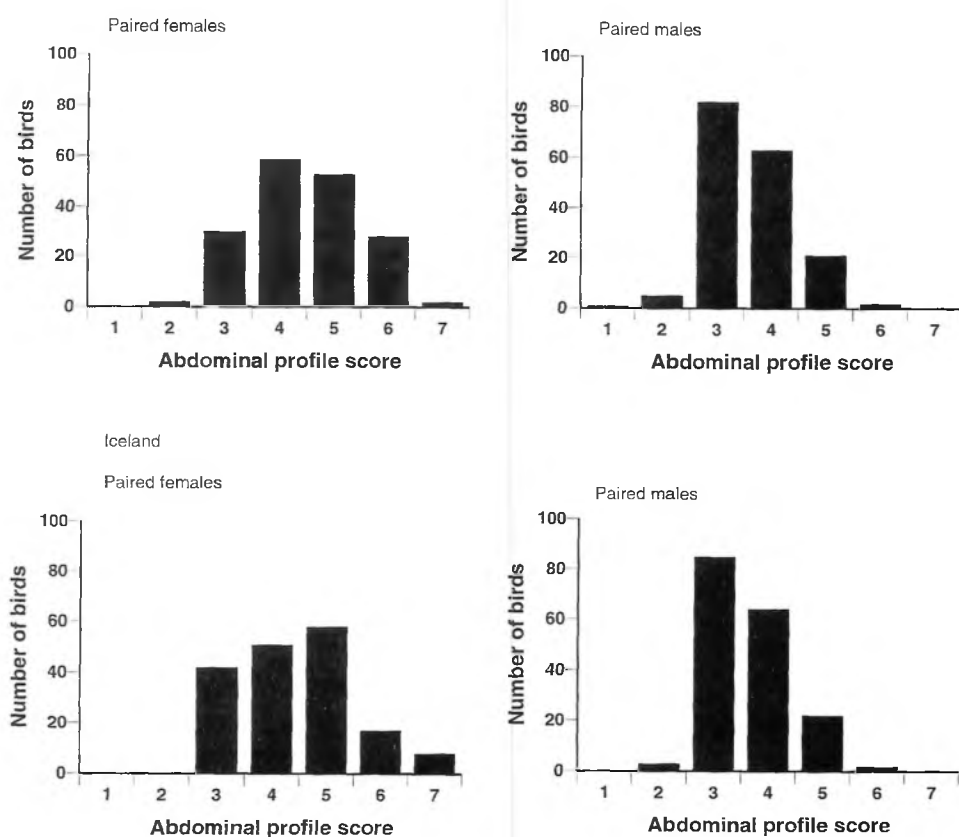 Paired females
100
80
60
40
20
0
Number of birds
1 2 3 4 5 6 7
Abdominal profile score
Paired males
100
80
60
40
20
0
Number of birds
1 2 3 4 5 6 7
Abdominal profile score
Iceland
Paired females
100
80
60
40
20
0
Number of birds
1 2 3 4 5 6 7
Abdominal profile score
Paired males
100
80
60
40
20
0
Number of birds
1 2 3 4 5 6 7
Abdominal profile score